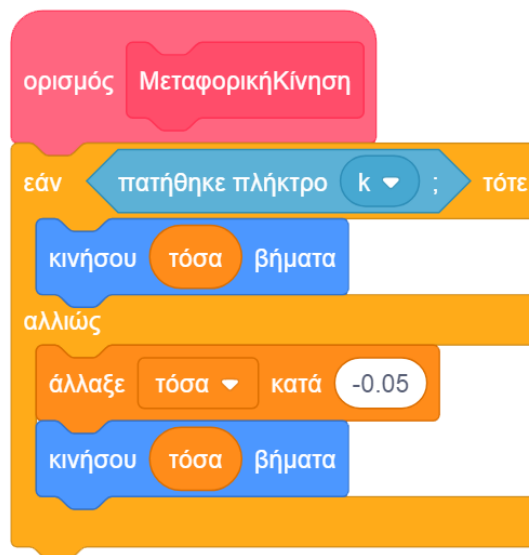 ορισμός ΜεταφορικήΚίνηση
εάν πατήθηκε πλήκτρο k ; τότε
κινήσου τόσα βήματα
αλλιώς
άλλαξε τόσα κατά -0.05
κινήσου τόσα βήματα